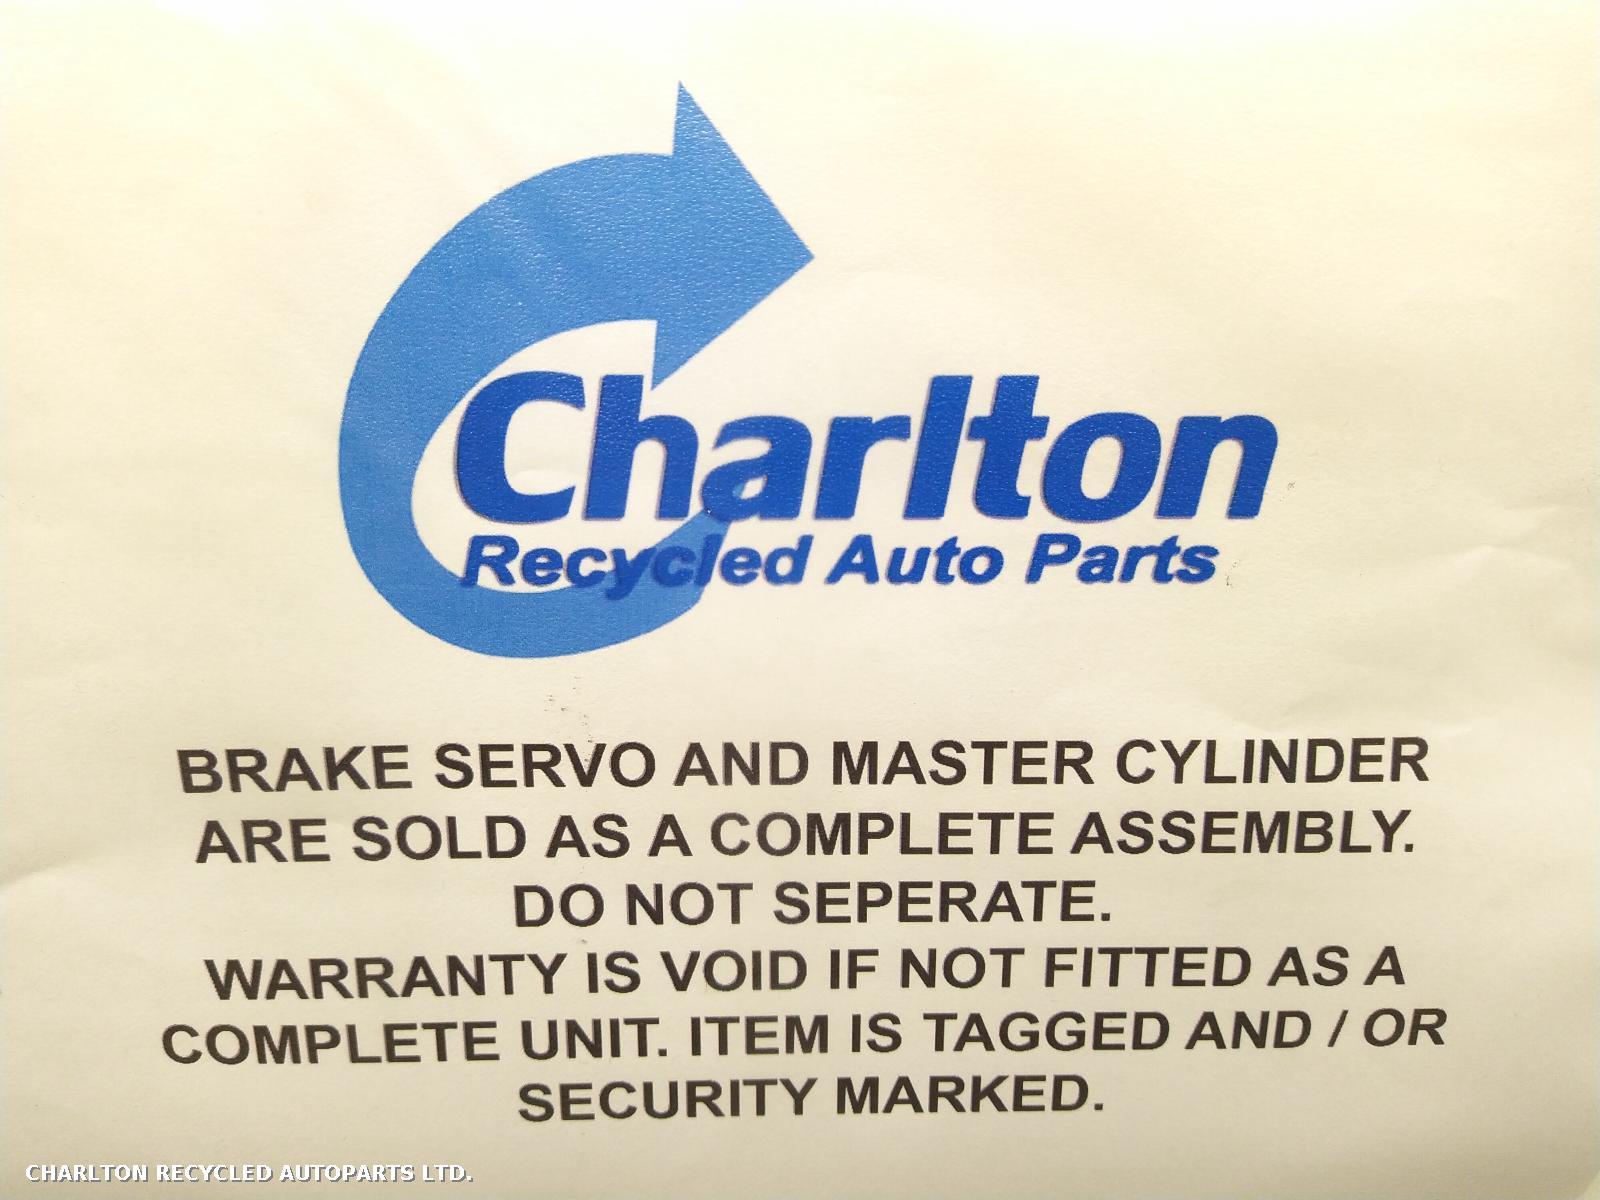 Charlton
Recycled Auto Parts
BRAKE SERVO AND MASTER CYLINDER
ARE SOLD AS A COMPLETE ASSEMBLY.
DO NOT SEPERATE.
WARRANTY IS VOID IF NOT FITTED AS A
COMPLETE UNIT. ITEM IS TAGGED AND / OR
SECURITY MARKED.
CHARLTON RECYCLED AUTOPARTS LTD.